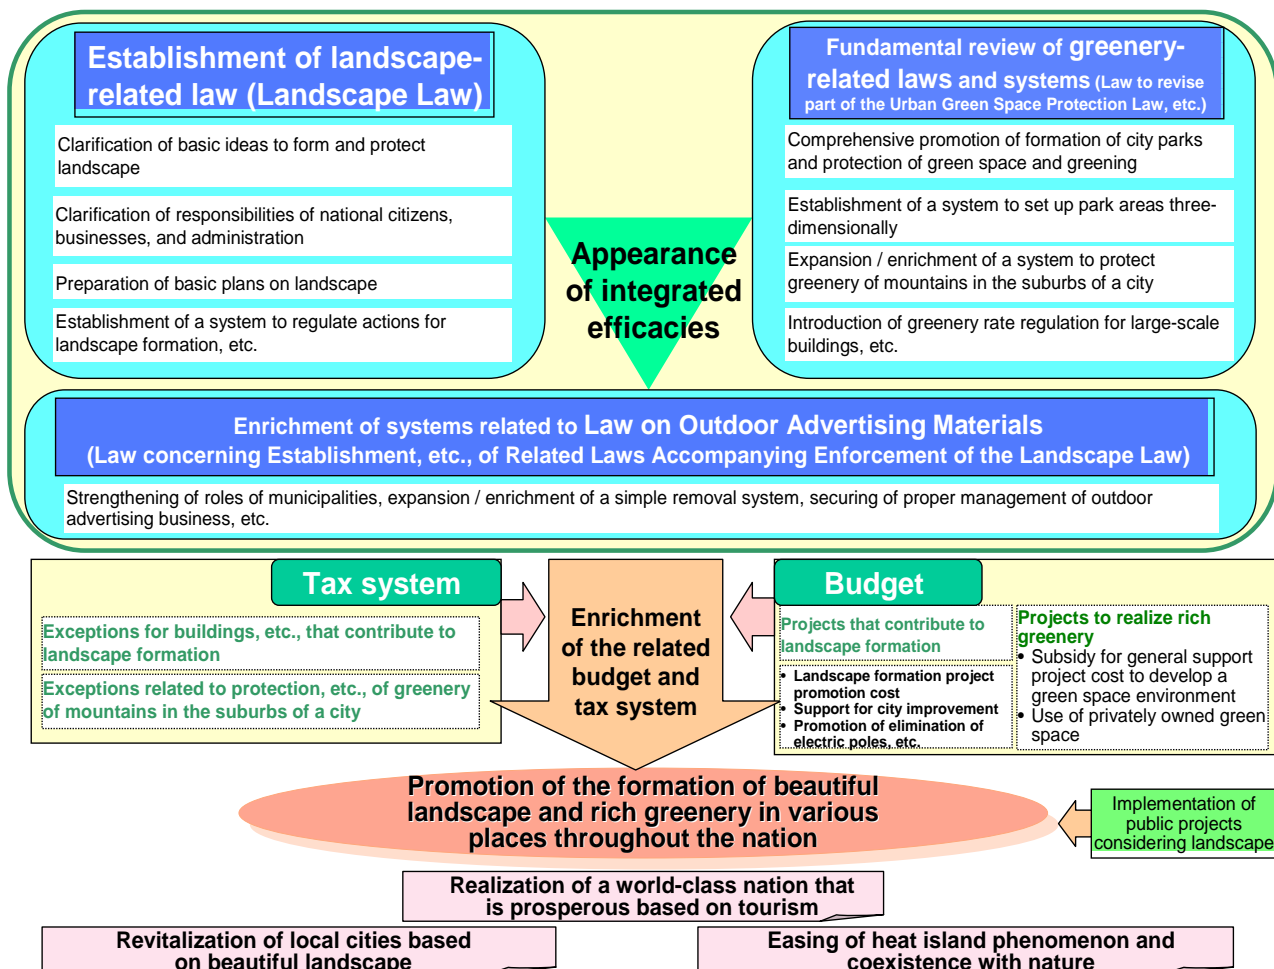 Establishment of landscape-
related law (Landscape Law)
Clarification of basic ideas to form and protect
landscape
Clarification of responsibilities of national citizens,
businesses, and administration
Preparation of basic plans on landscape
Establishment of a system to regulate actions for
landscape formation, etc.
Appearance
of integrated
efficacies
Fundamental review of greenery-
related laws and systems (Law to revise
part of the Urban Green Space Protection Law, etc.)
Comprehensive promotion of formation of city parks
and protection of green space and greening
Establishment of a system to set up park areas three-
dimensionally
Expansion / enrichment of a system to protect
greenery of mountains in the suburbs of a city
Introduction of greenery rate regulation for large-scale
buildings, etc.
Enrichment of systems related to Law on Outdoor Advertising Materials
(Law concerning Establishment, etc., of Related Laws Accompanying Enforcement of the Landscape Law)
Strengthening of roles of municipalities, expansion / enrichment of a simple removal system, securing of proper management of outdoor
advertising business, etc.
Tax system
Exceptions for buildings, etc., that contribute to
landscape formation
Exceptions related to protection, etc., of greenery
of mountains in the suburbs of a city
Enrichment
of the related
budget and
tax system
Budget
Projects that contribute to
landscape formation
• Landscape formation project
promotion cost
• Support for city improvement
• Promotion of elimination of
electric poles, etc.
Projects to realize rich
greenery
• Subsidy for general support
project cost to develop a
green space environment
• Use of privately owned green
space
Promotion of the formation of beautiful
landscape and rich greenery in various
places throughout the nation
Implementation of
public projects
considering landscape
Realization of a world-class nation that
is prosperous based on tourism
Revitalization of local cities based
on beautiful landscape
Easing of heat island phenomenon and
coexistence with nature